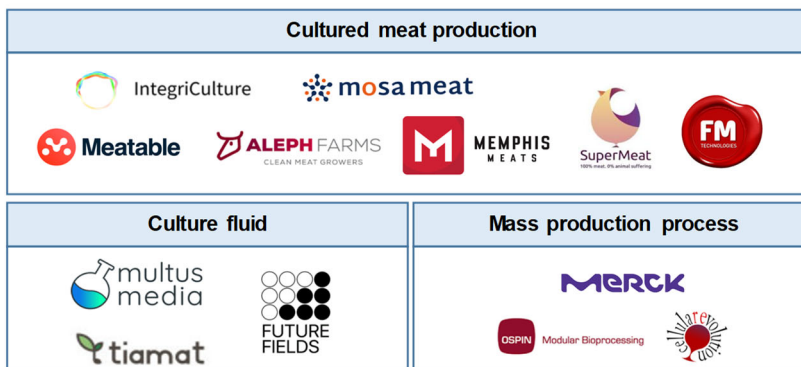 Cultured meat production
IntegriCulture
mosa meat
Meatable
ALEPH FARMS
CLEAN MEAT GROWERS
M
MEMPHIS
MEATS
SuperMeat
100% meat, 0% animal suffering
FM
TECHNOLOGIES
Culture fluid
multus
media
tiamat
FUTURE
FIELDS
Mass production process
MERCK
OSPIN
Modular Bioprocessing
cellularevolution